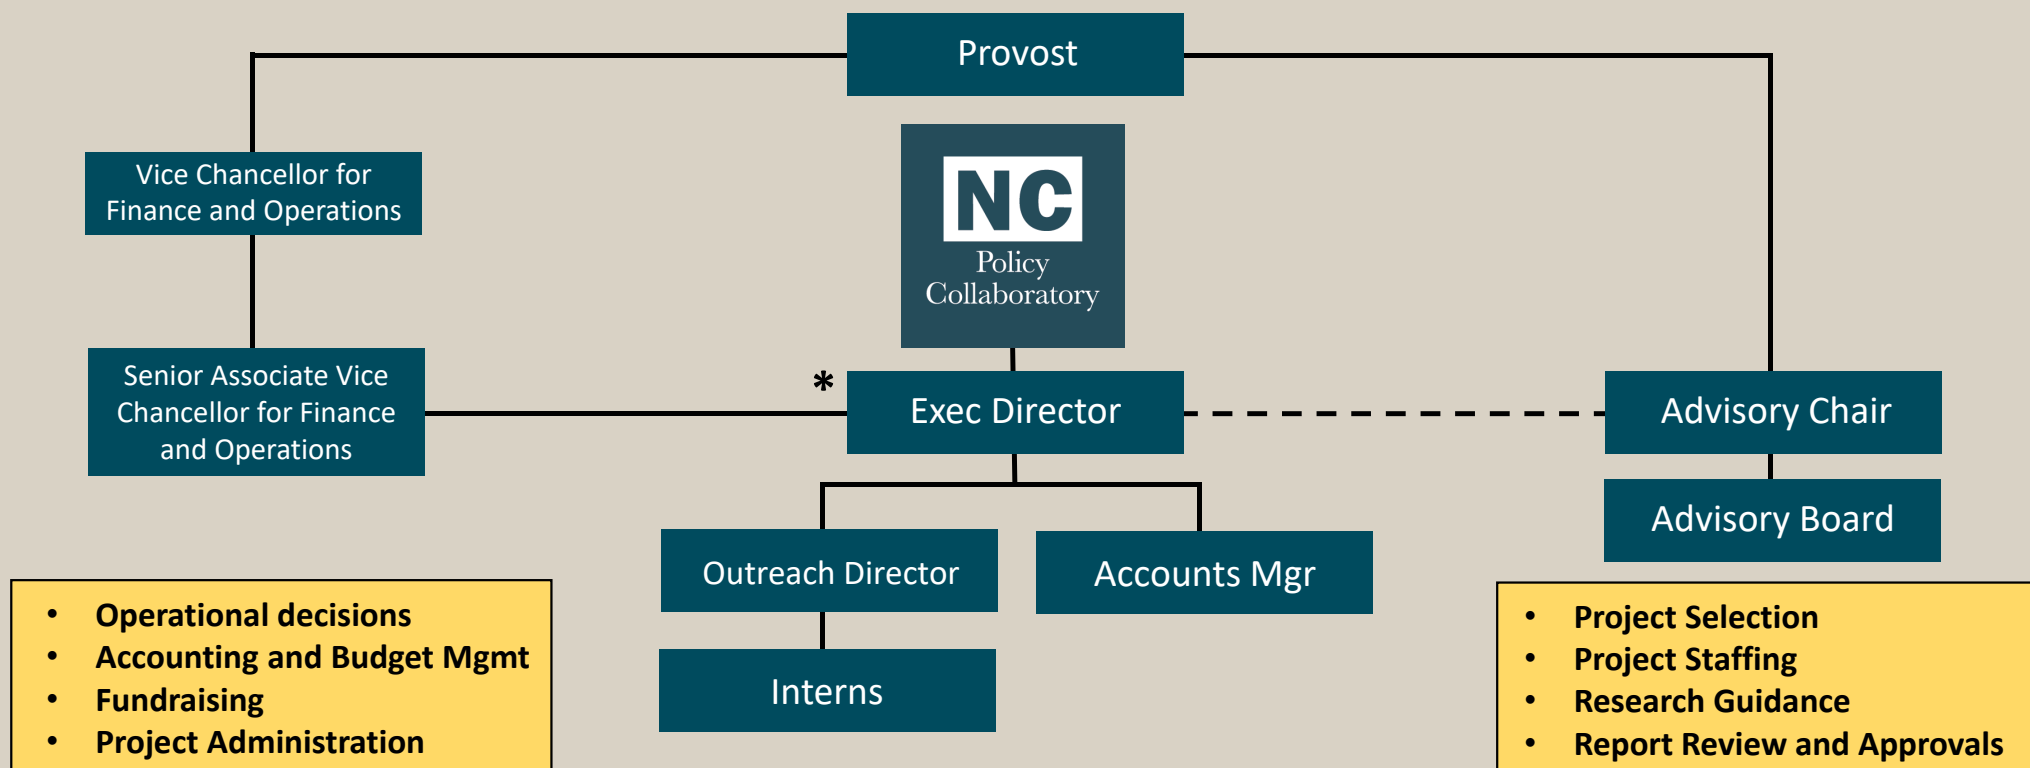 Provost
Vice Chancellor for
Finance and Operations
NC
Policy
Collaboratory
Senior Associate Vice
Chancellor for Finance
and Operations
*
Exec Director
Advisory Chair
Advisory Board
Outreach Director
Accounts Mgr
Interns
• Operational decisions
• Accounting and Budget Mgmt
• Fundraising
• Project Administration
• Project Selection
• Project Staffing
• Research Guidance
• Report Review and Approvals